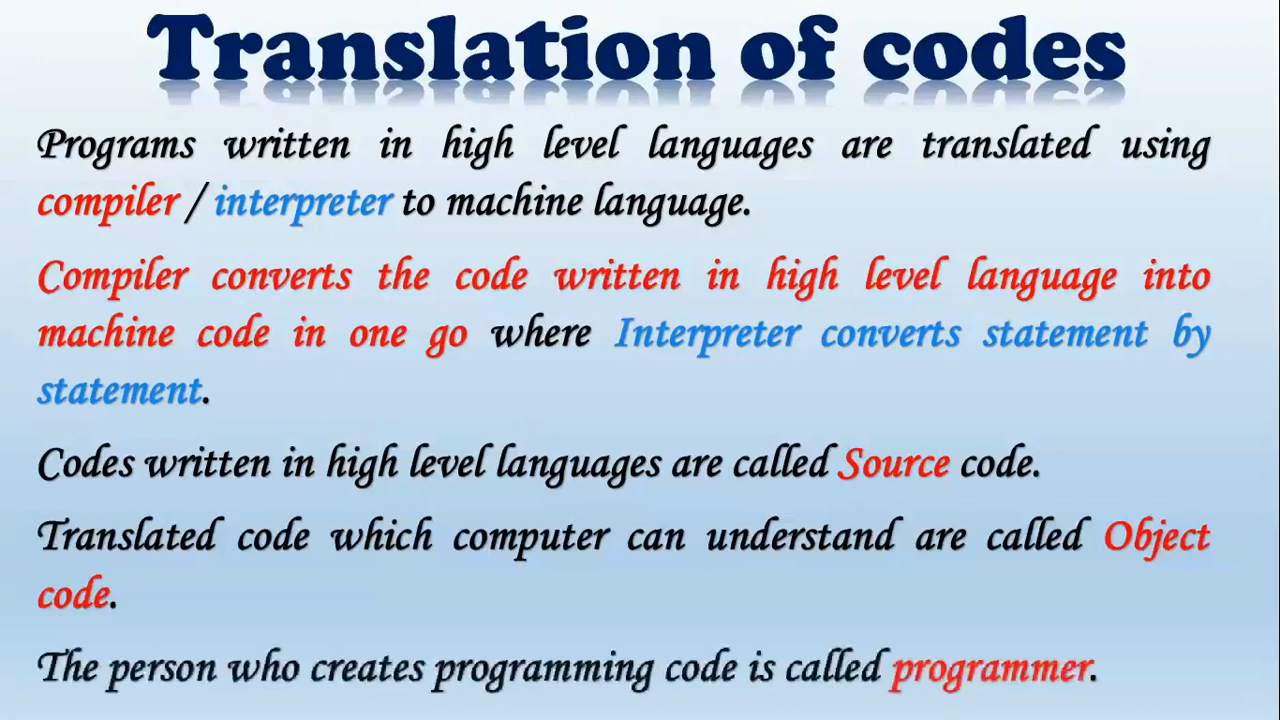 Translation of codes
Programs written in high level languages are translated using
compiler / interpreter to machine language.
Compiler converts the code written in high level language into
machine code in one go where Interpreter converts statement by
statement.
Codes written in high level languages are called Source code.
Translated code which computer can understand are called Object
code.
The person who creates programming code is called programmer.